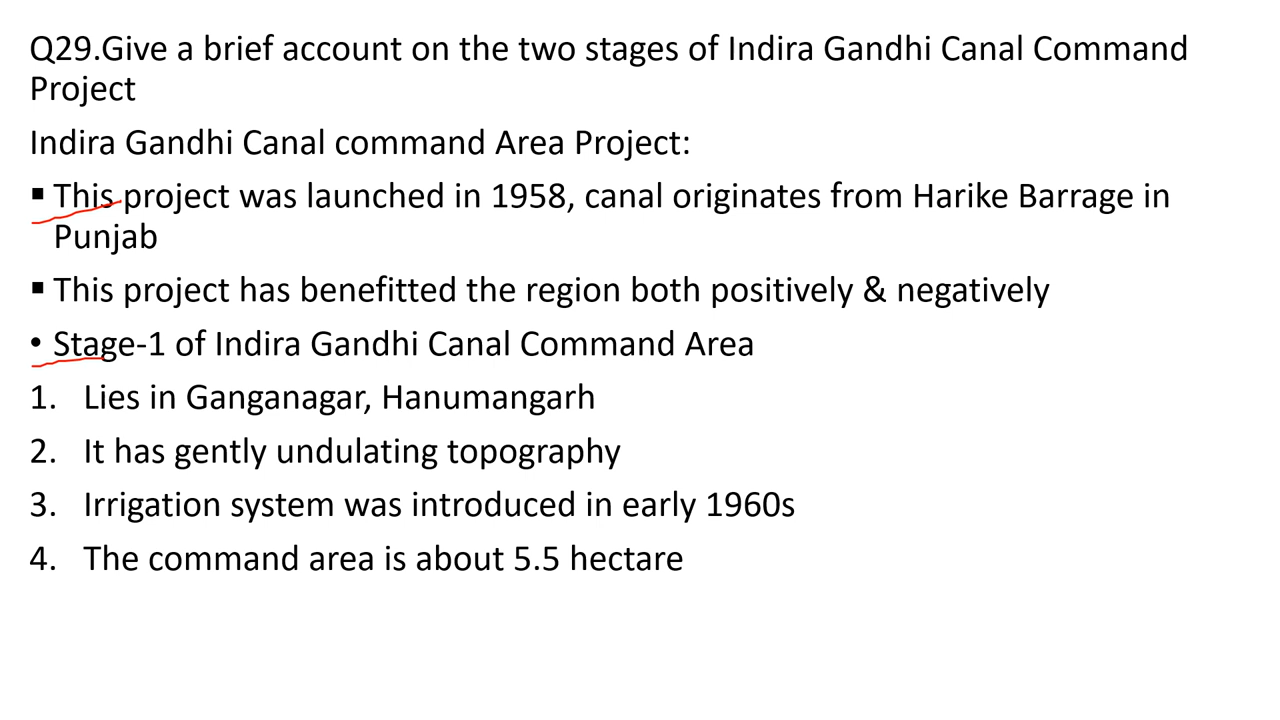 Q29.Give a brief account on the two stages of Indira Gandhi Canal Command
Project
Indira Gandhi Canal command Area Project:
▪ This project was launched in 1958, canal originates from Harike Barrage in
Punjab
▪ This project has benefitted the region both positively & negatively
• Stage-1 of Indira Gandhi Canal Command Area
1. Lies in Ganganagar, Hanumangarh
2. It has gently undulating topography
3. Irrigation system was introduced in early 1960s
4. The command area is about 5.5 hectare